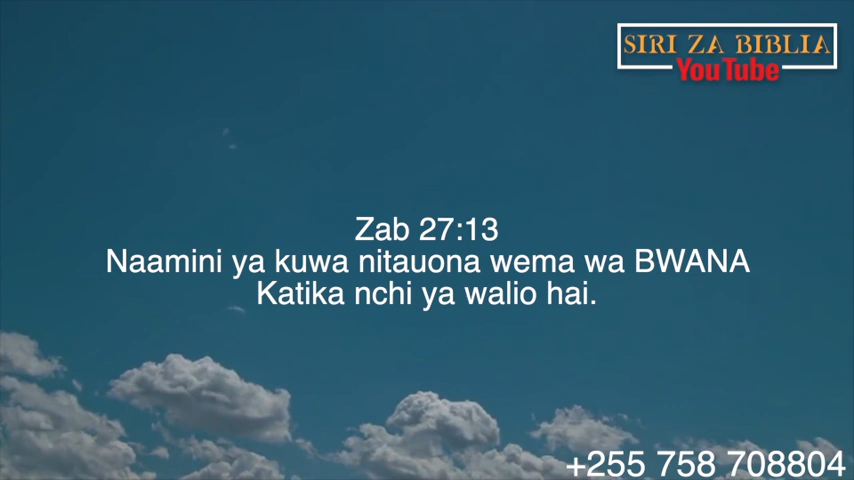 SIRI ZA BIBLIA
YouTube
Zab 27:13
Naamini ya kuwa nitauona wema wa BWANA
Katika nchi ya walio hai.
+255 758 708804